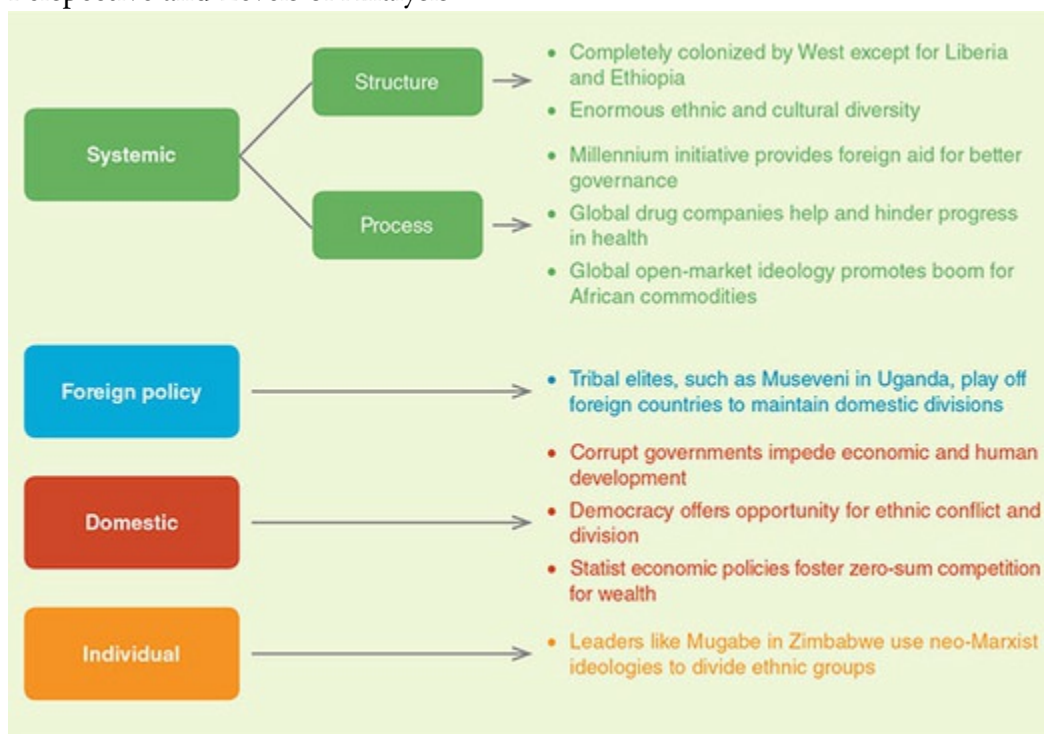 Perspective and Levels of Analysis
Systemic
Structure
• Completely colonized by West except for Liberia
and Ethiopia
• Enormous ethnic and cultural diversity
Process
• Millennium initiative provides foreign aid for better
governance
• Global drug companies help and hinder progress
in health
• Global open-market ideology promotes boom for
African commodities
Foreign policy
• Tribal elites, such as Museveni in Uganda, play off
foreign countries to maintain domestic divisions
Domestic
• Corrupt governments impede economic and human
development
• Democracy offers opportunity for ethnic conflict and
division
• Statist economic policies foster zero-sum competition
for wealth
Individual
• Leaders like Mugabe in Zimbabwe use neo-Marxist
ideologies to divide ethnic groups